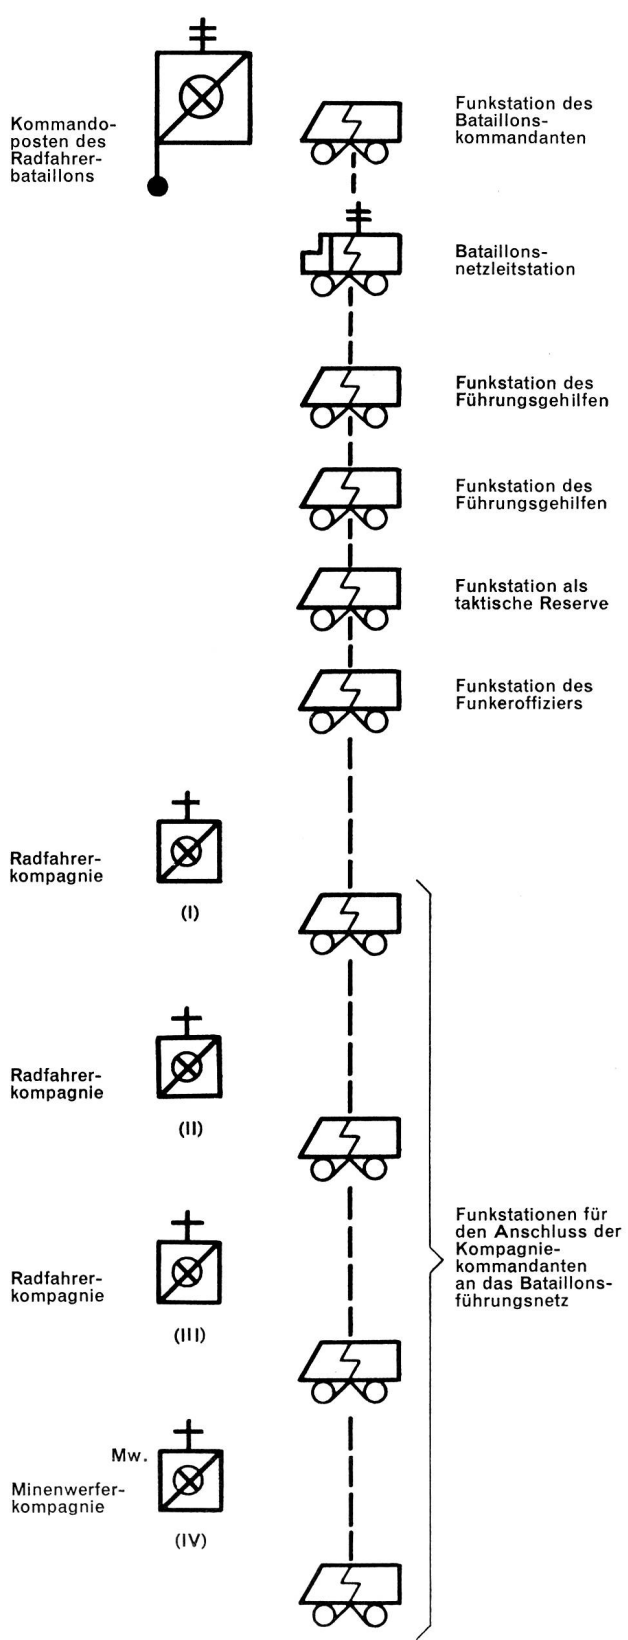 Kommando-
posten des
Radfahrer-
bataillons
Funkstation des
Bataillons-
kommandanten
Bataillons-
netzleitstation
Funkstation des
Führungsgehilfen
Funkstation des
Führungsgehilfen
Funkstation als
taktische Reserve
Funkstation des
Funkeroffiziers
Radfahrer-
kompagnie
(I)
Radfahrer-
kompagnie
(II)
Radfahrer-
kompagnie
(III)
Funkstationen für
den Anschluss der
Kompagnie-
kommandanten
an das Bataillons-
führungsnetz
Mw.
Minenwerfer-
kompagnie
(IV)